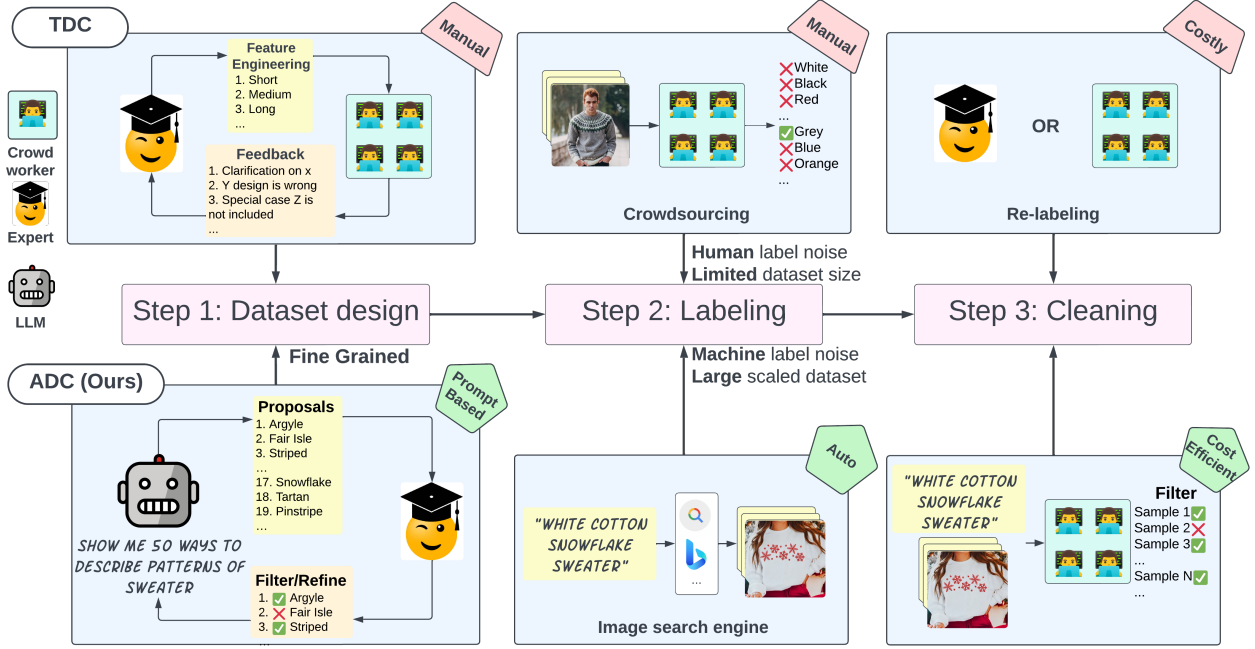 TDC
Manual
Feature
Engineering
1. Short
2. Medium
3. Long
...
Feedback
1. Clarification on x
2. Y design is wrong
3. Special case Z is
not included
...
Crowd
worker
Expert
LLM
Manual
White
Black
Red
...
Grey
Blue
Orange
...
Crowdsourcing
Costly
OR
Re-labeling
Human label noise
Limited dataset size
Step 1: Dataset design
Step 2: Labeling
Step 3: Cleaning
Fine Grained
Machine label noise
Large scaled dataset
ADC (Ours)
Prompt
Based
Proposals
1. Argyle
2. Fair Isle
3. Striped
...
17. Snowflake
18. Tartan
19. Pinstripe
...
SHOW ME 50 WAYS TO
DESCRIBE PATTERNS OF
SWEATER
Filter/Refine
1. Argyle
2. Fair Isle
3. Striped
...
Auto
"WHITE COTTON
SNOWFLAKE
SWEATER"
...
Image search engine
Cost
Efficient
"WHITE COTTON
SNOWFLAKE
SWEATER"
Filter
Sample 1
Sample 2
Sample 3
...
Sample N
...